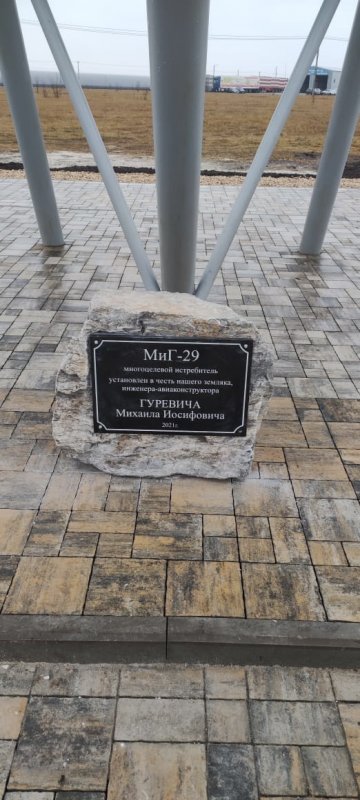 МиГ-29
многоцелевой истребитель
установлен в честь нашего земляка,
инженера-авиаконструктора
ГУРЕВИЧА
Михаила Иосифовича
2021г.